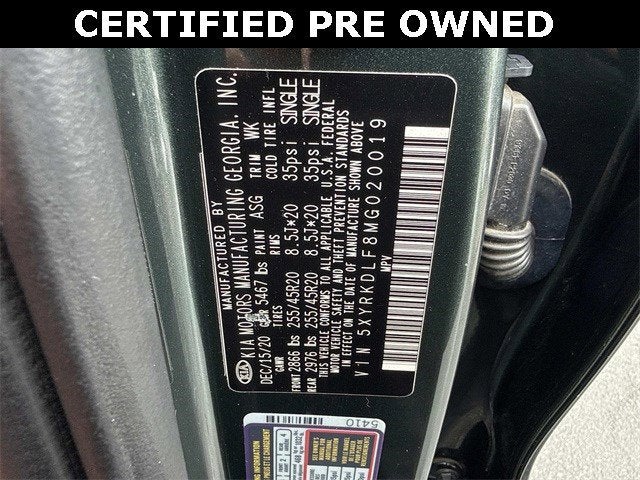 CERTIFIED PRE OWNED
MANUFACTURED BY
KIA KIA MOTORS MANUFACTURING GEORGIA, INC.
DEC/15/20 GVWR 5467 lbs PAINT ASG TRIM WK
GAWR TIRES RIMS COLD TIRE INFL
FRONT 2866 lbs 255/45R20 8.5J*20 35psi SINGLE
REAR 2976 lbs 255/45R20 8.5J*20 35psi SINGLE
THIS VEHICLE CONFORMS TO ALL APPLICABLE U.S.A. FEDERAL
MOTOR VEHICLE SAFETY AND THEFT PREVENTION STANDARDS
IN EFFECT ON THE DATE OF MANUFACTURE SHOWN ABOVE
VIN 5XYRKDLF8MG020019
MPV
5410